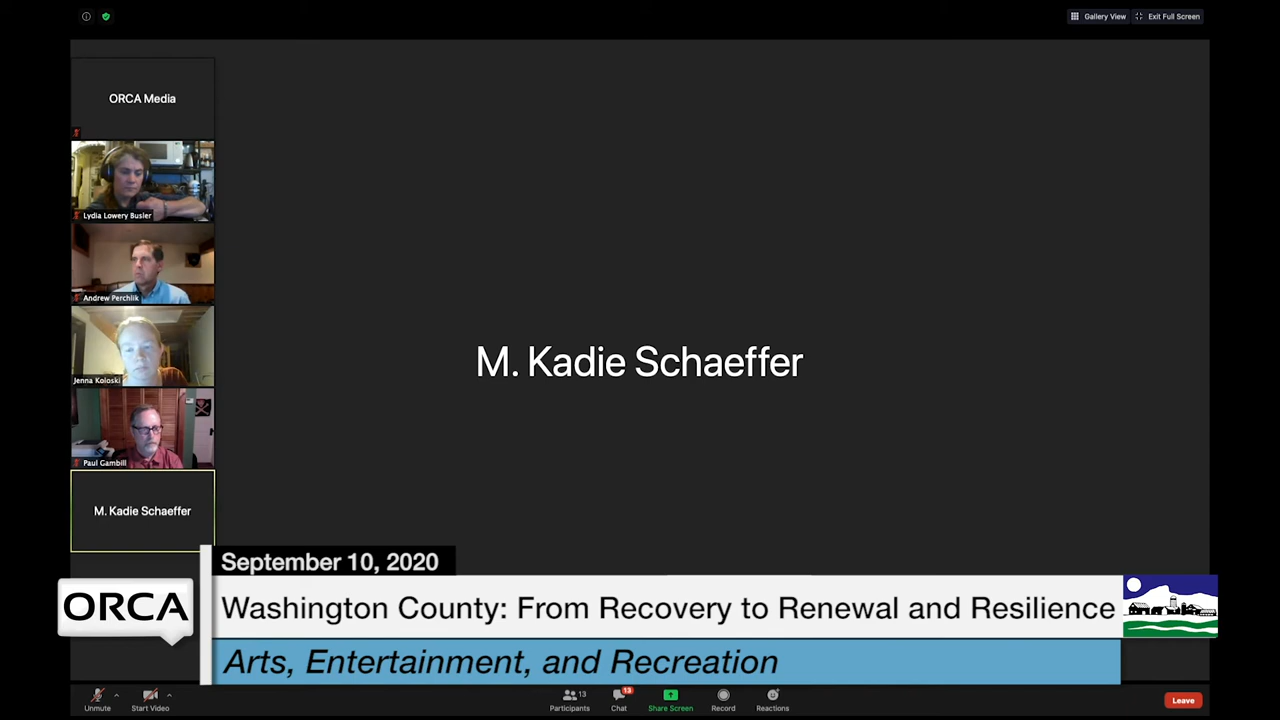 Gallery View
Exit Full Screen
ORCA Media
Lydia Lowery Busler
Andrew Perchlik
Jenna Koloski
Paul Gambill
M. Kadie Schaeffer
M. Kadie Schaeffer
September 10, 2020
ORCA
Washington County: From Recovery to Renewal and Resilience
Arts, Entertainment, and Recreation
Unmute
Start Video
13
Participants
13
Chat
Share Screen
Record
Reactions
Leave